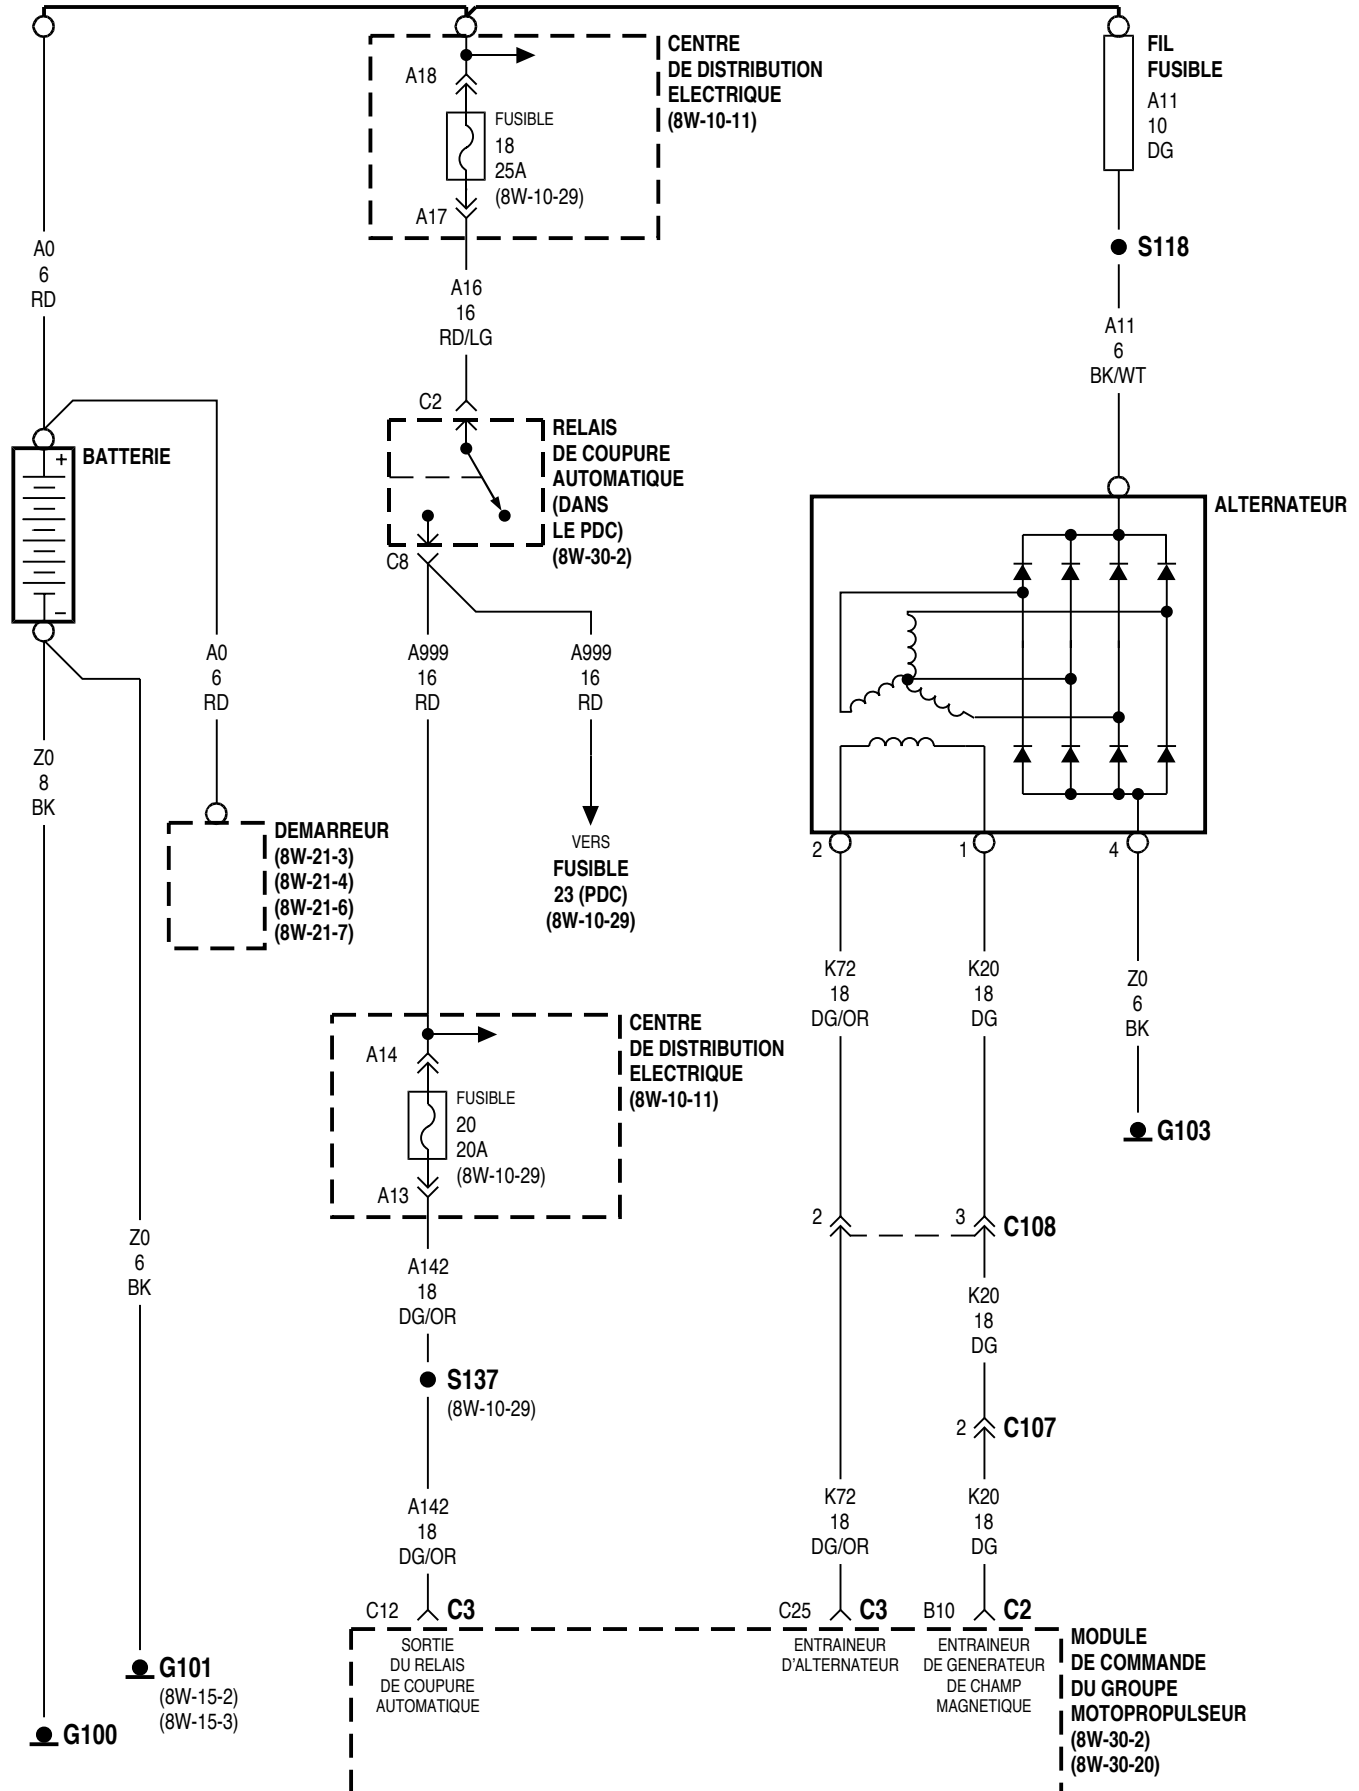 CENTRE
DE DISTRIBUTION
ELECTRIQUE
(8W-10-11)
A18
FUSIBLE
18
25A
(8W-10-29)
A17
FIL
FUSIBLE
A11
10
DG
S118
A0
6
RD
A16
16
RD/LG
A11
6
BK/WT
C2
RELAIS
DE COUPURE
AUTOMATIQUE
(DANS
LE PDC)
(8W-30-2)
C8
+
BATTERIE
–
ALTERNATEUR
A0
6
RD
A999
16
RD
A999
16
RD
Z0
8
BK
DEMARREUR
(8W-21-3)
(8W-21-4)
(8W-21-6)
(8W-21-7)
VERS
FUSIBLE
23 (PDC)
(8W-10-29)
2
1
4
K72
18
DG/OR
K20
18
DG
Z0
6
BK
G103
CENTRE
DE DISTRIBUTION
ELECTRIQUE
(8W-10-11)
A14
FUSIBLE
20
20A
(8W-10-29)
A13
2
3
C108
Z0
6
BK
A142
18
DG/OR
K20
18
DG
S137
(8W-10-29)
2
C107
A142
18
DG/OR
K72
18
DG/OR
K20
18
DG
C12
C3
C25
C3
B10
C2
SORTIE
DU RELAIS
DE COUPURE
AUTOMATIQUE
ENTRAINEUR
D'ALTERNATEUR
ENTRAINEUR
DE GENERATEUR
DE CHAMP
MAGNETIQUE
MODULE
DE COMMANDE
DU GROUPE
MOTOPROPULSEUR
(8W-30-2)
(8W-30-20)
G101
(8W-15-2)
(8W-15-3)
G100